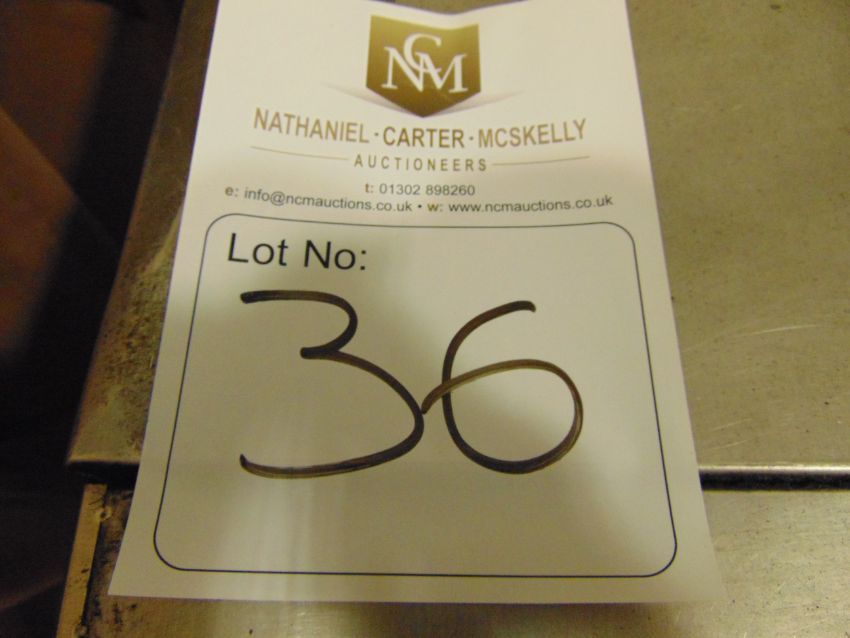 NCM
NATHANIEL · CARTER · MCSKELLY
AUCTIONEERS
t: 01302 898260
e: info@ncmauctions.co.uk • w: www.ncmauctions.co.uk
Lot No:
36